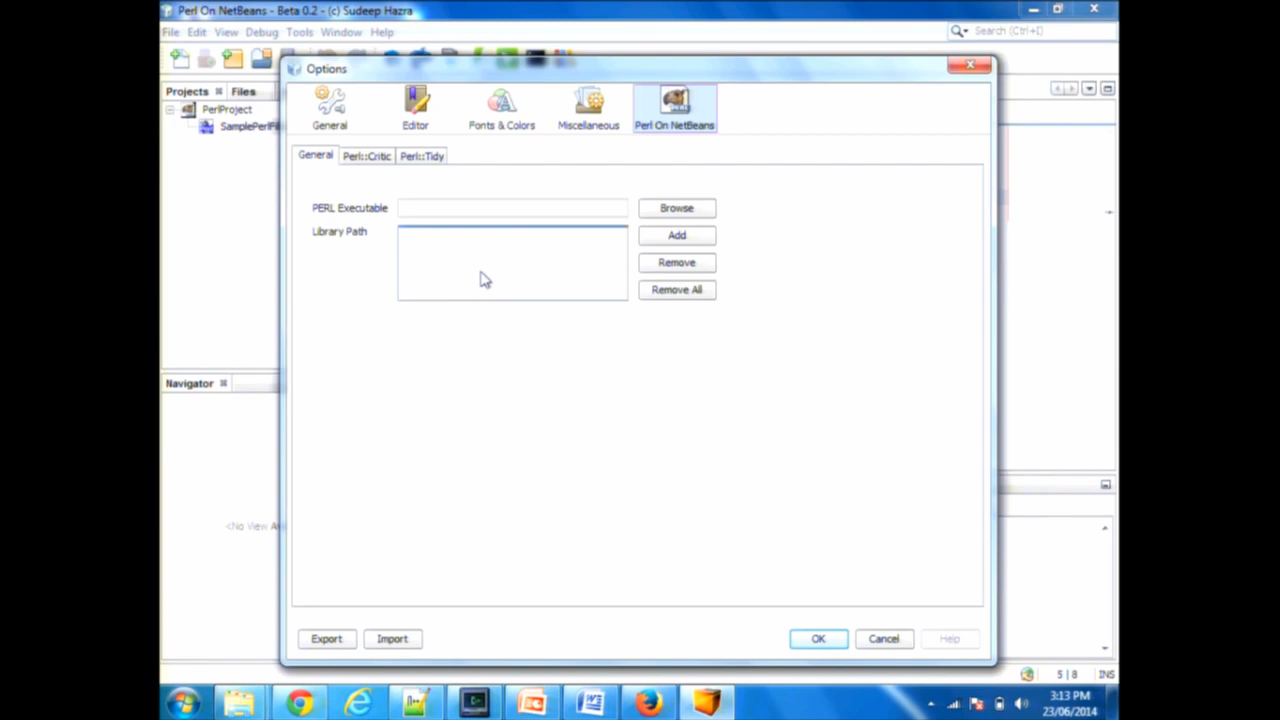 Perl On NetBeans - Beta 0.2 - (c) Sudeep Hazra
File Edit View Debug Tools Window Help
Search (Ctrl+I)
Options
Projects Files
General Editor Fonts & Colors Miscellaneous Perl On NetBeans
PerlProject
SamplePerlFi
General Perl::Critic Perl::Tidy
PERL Executable Browse
Library Path Add
Remove
Remove All
Navigator
<No View A
Export Import OK Cancel Help
5|8 INS
3:13 PM
23/06/2014